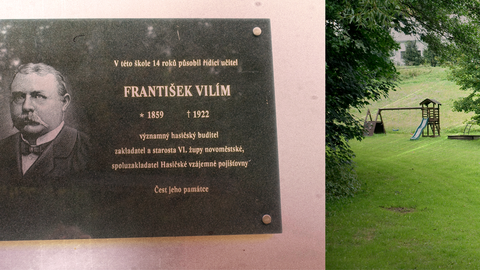 V této škole 14 roků působil řídící učitel
FRANTIŠEK VILÍM
* 1859 † 1922
významný hasičský buditel
zakladatel a starosta VI. župy novoměstské,
spoluzakladatel Hasičské vzájemné pojišťovny
Čest jeho památce